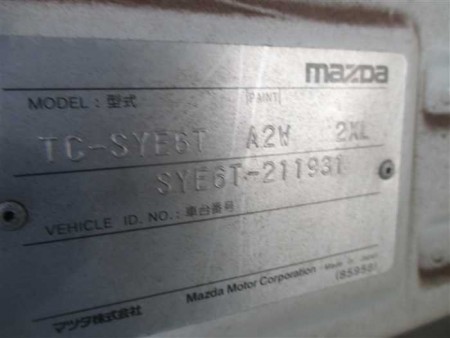 mazda
MODEL : 型式 PAINT
TC-SYE6T A2W 2XL
SYE6T-211931
VEHICLE ID. NO. : 車台番号
マツダ株式会社 Mazda Motor Corporation Made in Japan
(85950)